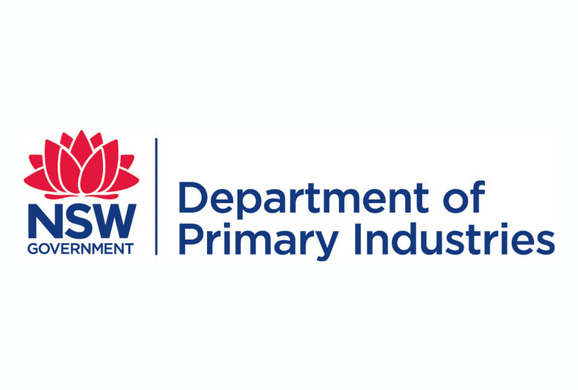 NSW
GOVERNMENT
Department of
Primary Industries